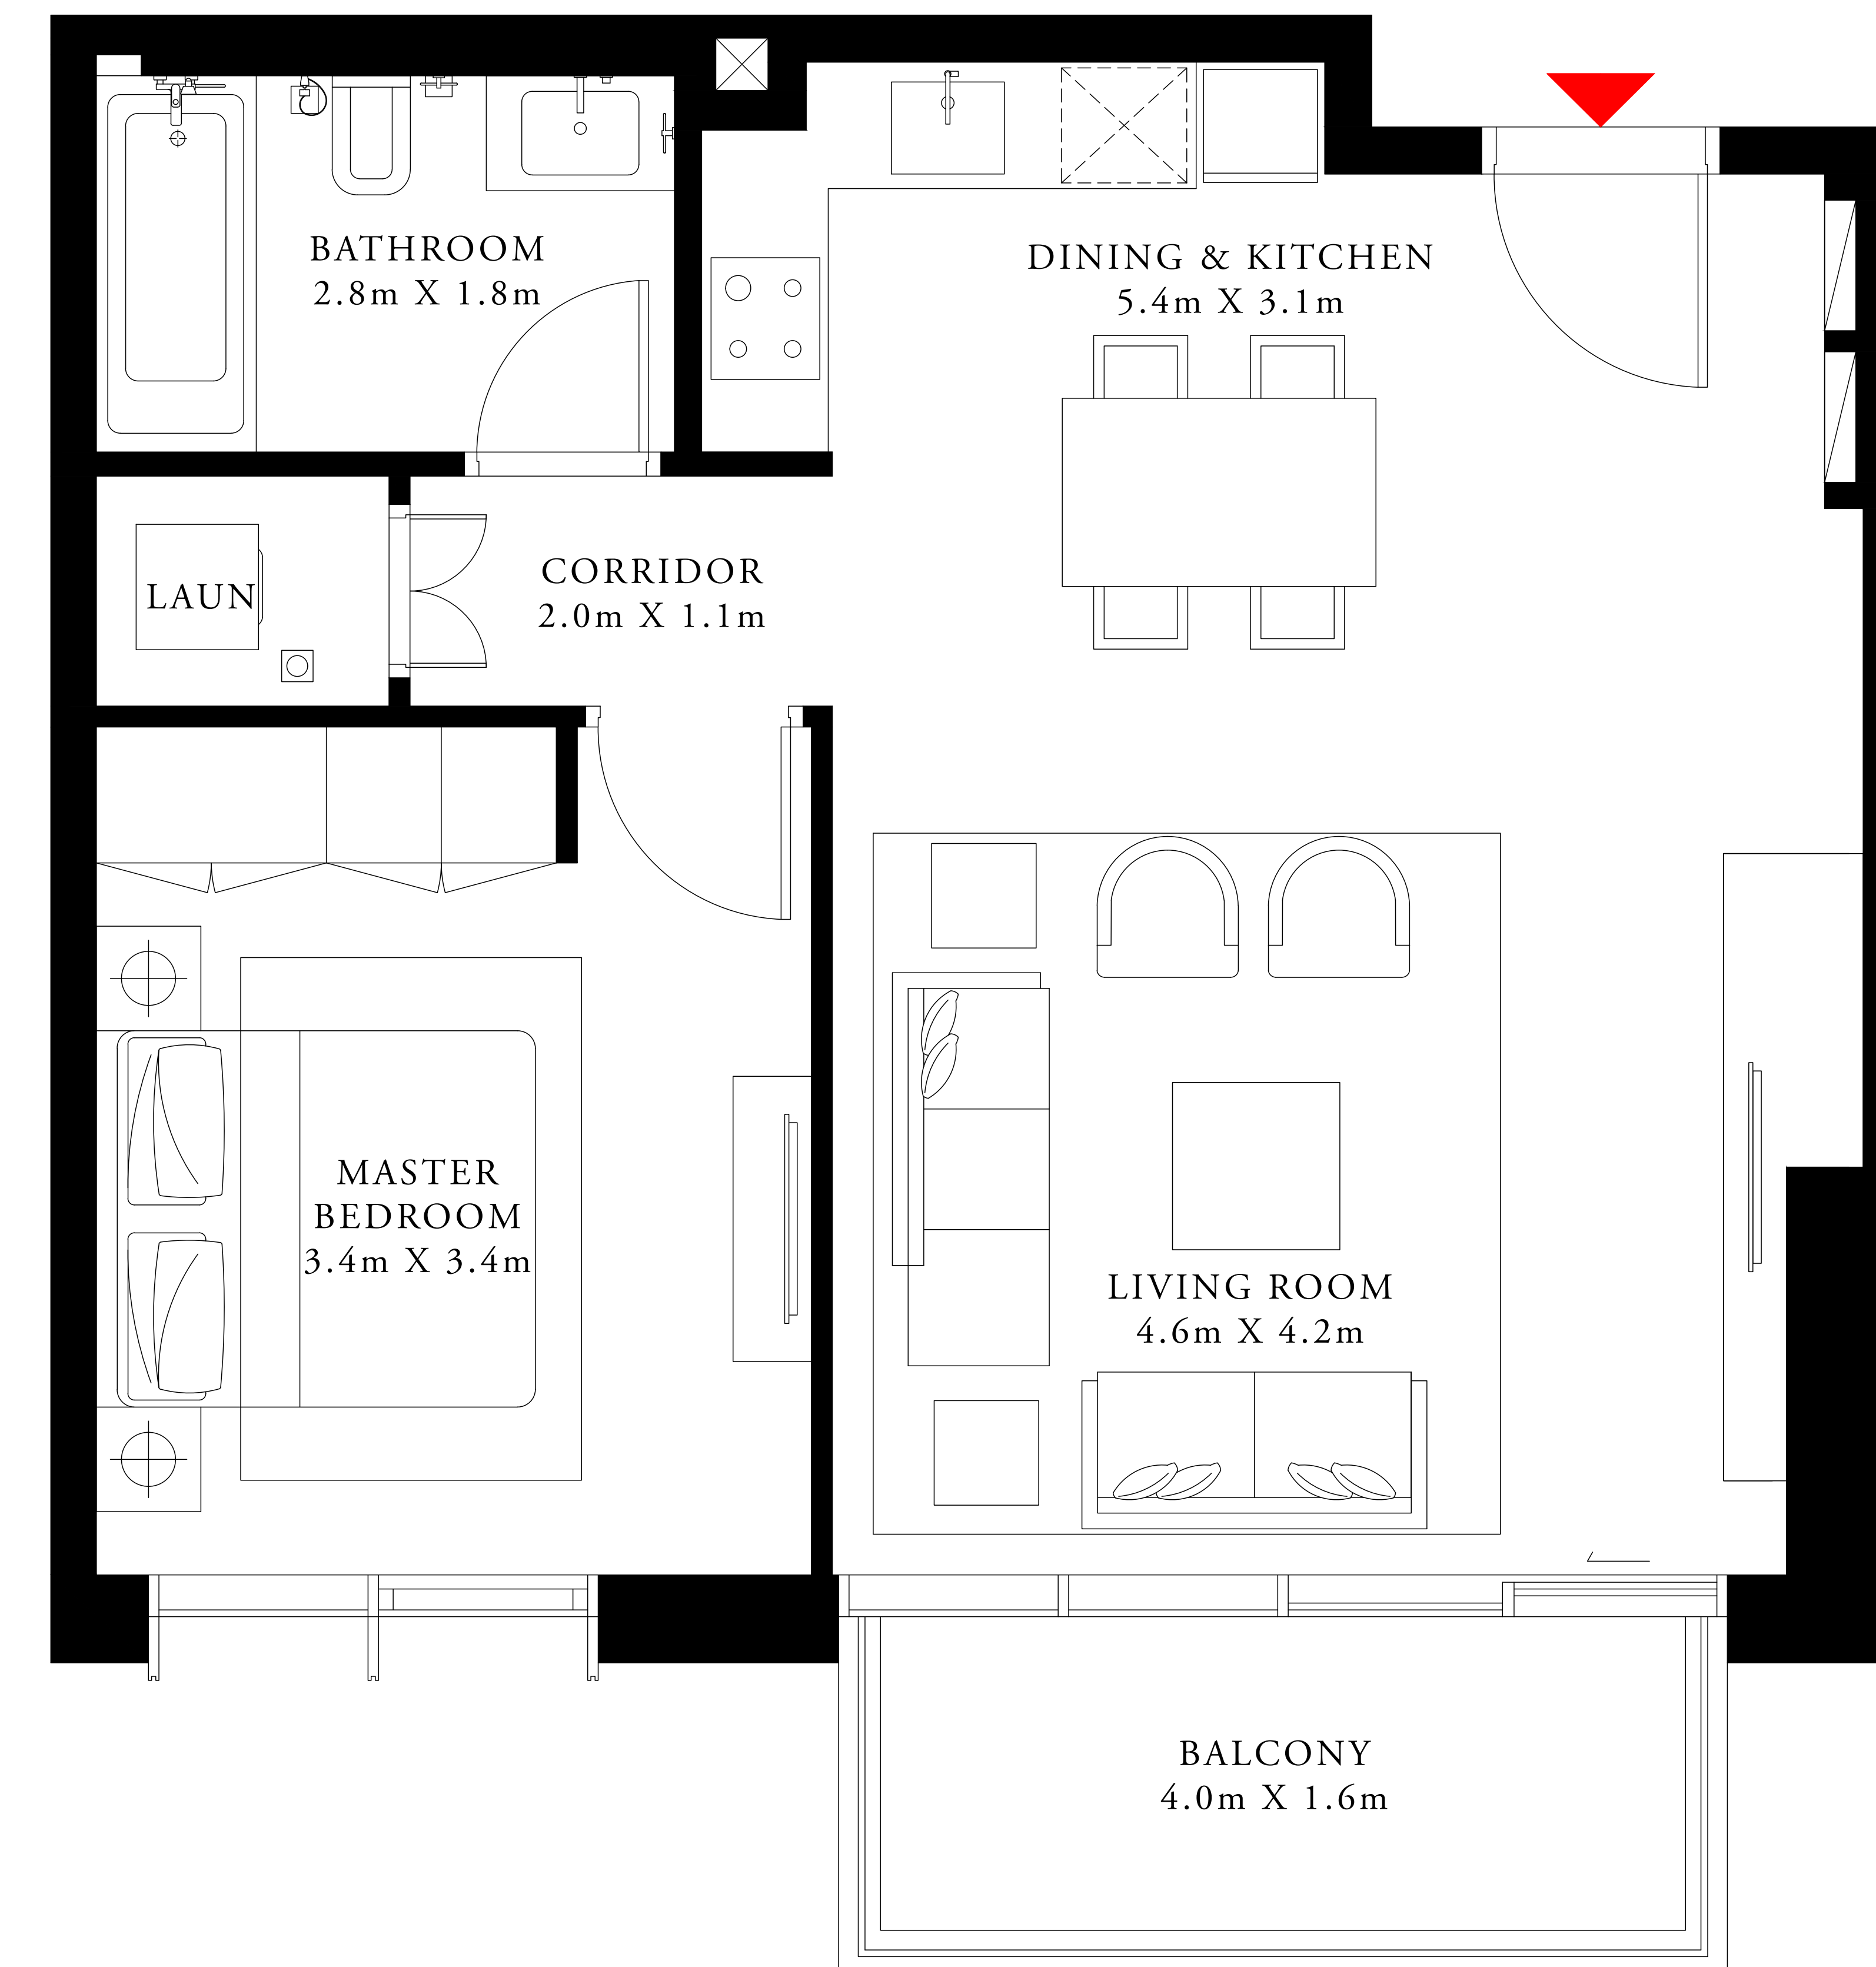 BATHROOM
2.8m X 1.8m
DINING & KITCHEN
5.4m X 3.1m
LAUN
CORRIDOR
2.0m X 1.1m
MASTER
BEDROOM
3.4m X 3.4m
LIVING ROOM
4.6m X 4.2m
BALCONY
4.0m X 1.6m